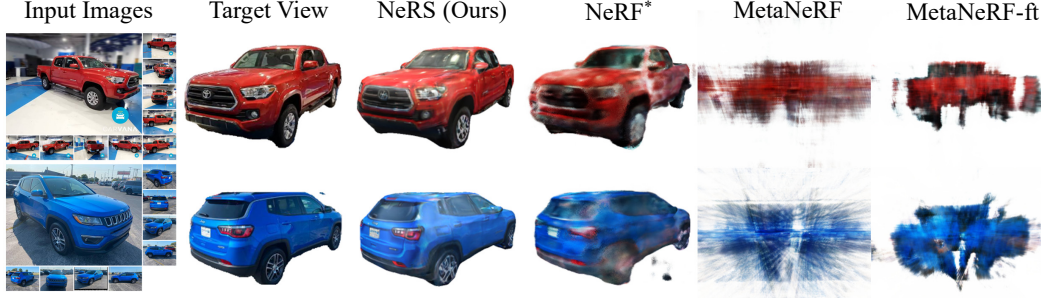 Input Images
Target View
NeRS (Ours)
NeRF*
MetaNeRF
MetaNeRF-ft